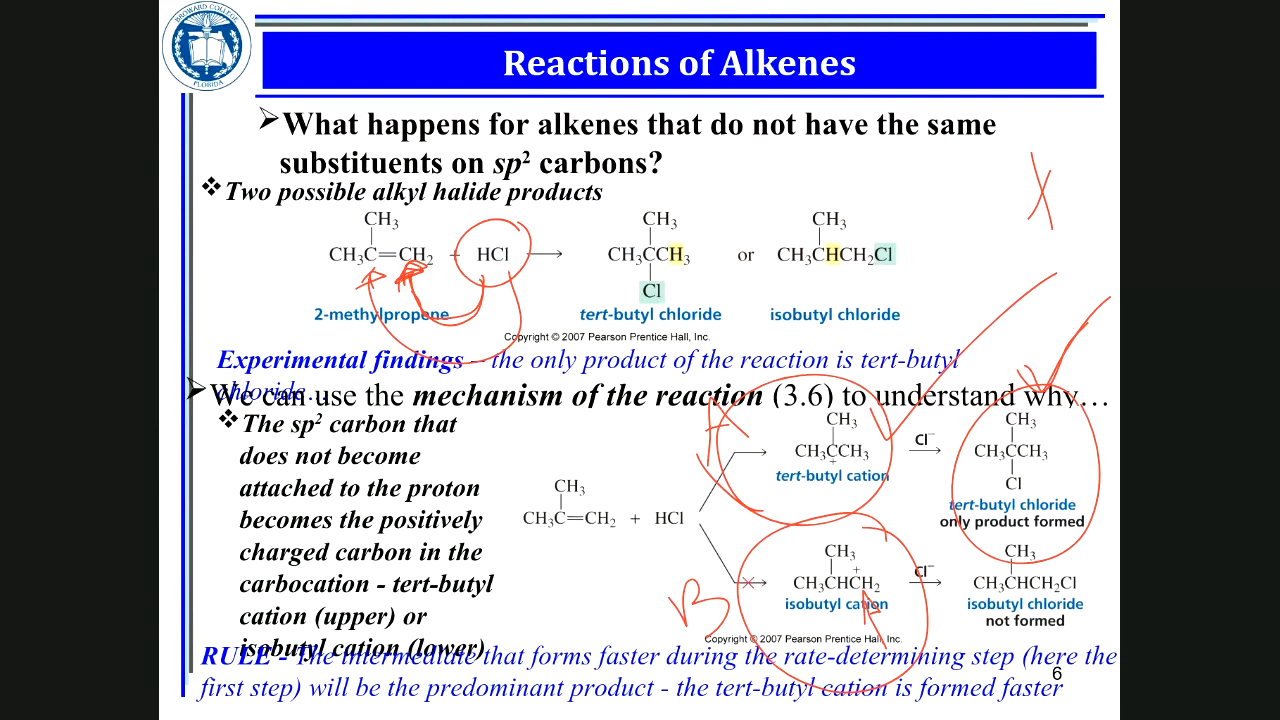 BROWARD COLLEGE
FLORIDA
Reactions of Alkenes
➢What happens for alkenes that do not have the same
substituents on sp² carbons?
❖Two possible alkyl halide products
CH₃
CH₃C=CH₂ + HCl
2-methylpropene
CH₃
CH₃CCH₃
Cl
tert-butyl chloride
or
CH₃
CH₃CHCH₂Cl
isobutyl chloride
Copyright © 2007 Pearson Prentice Hall, Inc.
Experimental findings – the only product of the reaction is tert-butyl
chloride…
➢We can use the mechanism of the reaction (3.6) to understand why…
❖The sp² carbon that
does not become
attached to the proton
becomes the positively
charged carbon in the
carbocation - tert-butyl
cation (upper) or
isobutyl cation (lower)
CH₃
CH₃C=CH₂ + HCl
A
CH₃
CH₃CCH₃
+
tert-butyl cation
Cl⁻
CH₃
CH₃CCH₃
Cl
tert-butyl chloride
only product formed
B
CH₃
+
CH₃CHCH₂
isobutyl cation
Cl⁻
CH₃
CH₃CHCH₂Cl
isobutyl chloride
not formed
Copyright © 2007 Pearson Prentice Hall, Inc.
RULE - The intermediate that forms faster during the rate-determining step (here the
first step) will be the predominant product - the tert-butyl cation is formed faster
6